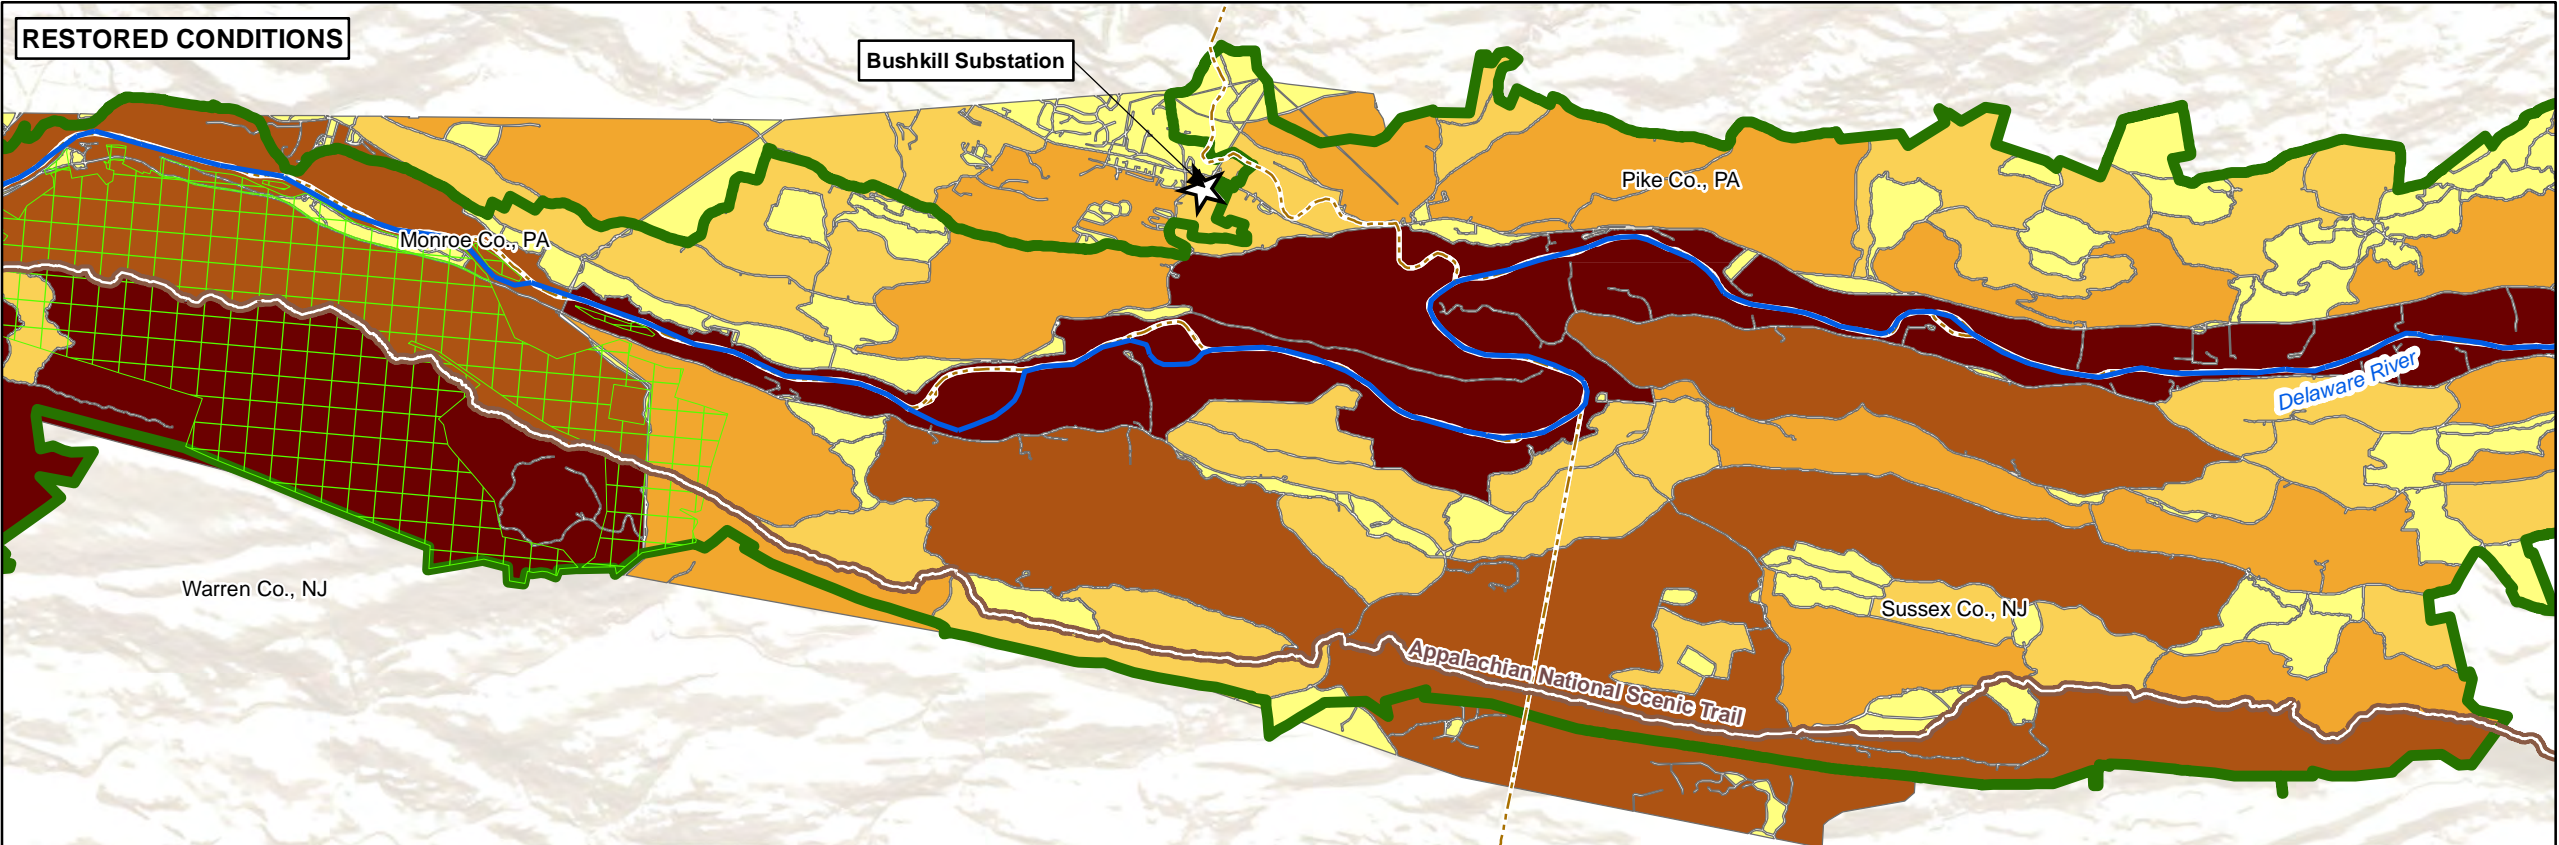 RESTORED CONDITIONS
Bushkill Substation
Pike Co., PA
Monroe Co., PA
Delaware River
Warren Co., NJ
Sussex Co., NJ
Appalachian National Scenic Trail